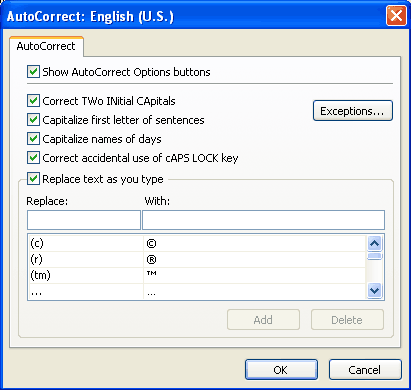 AutoCorrect: English (U.S.)
AutoCorrect
Show AutoCorrect Options buttons
Correct TWo INitial CApitals
Exceptions...
Capitalize first letter of sentences
Capitalize names of days
Correct accidental use of cAPS LOCK key
Replace text as you type
Replace: With:
(c) ©
(r) ®
(tm) ™
... ...
Add Delete
OK Cancel